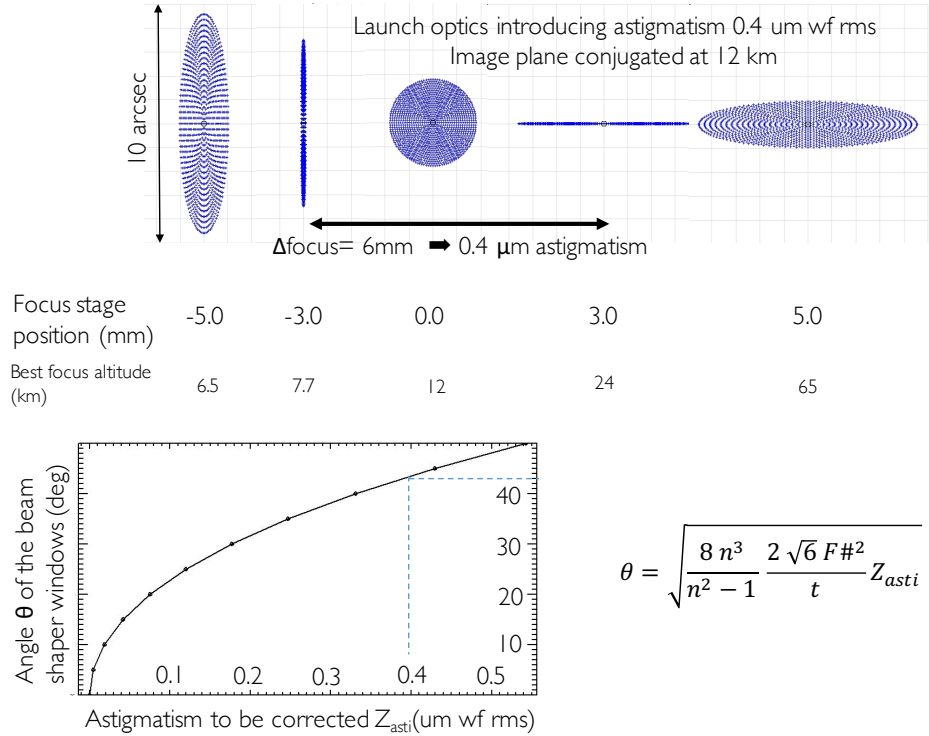 Launch optics introducing astigmatism 0.4 um wf rms
Image plane conjugated at 12 km
10 arcsec
Δfocus= 6mm ➡ 0.4 μm astigmatism
Focus stage
position (mm)
-5.0 -3.0 0.0 3.0 5.0
Best focus altitude
(km)
6.5 7.7 12 24 65
Angle θ of the beam
shaper windows (deg)
40
30
20
10
0.1 0.2 0.3 0.4 0.5
Astigmatism to be corrected Zasti(um wf rms)
θ = √(8 n³/(n² − 1) 2 √6 F#²/t Zasti)